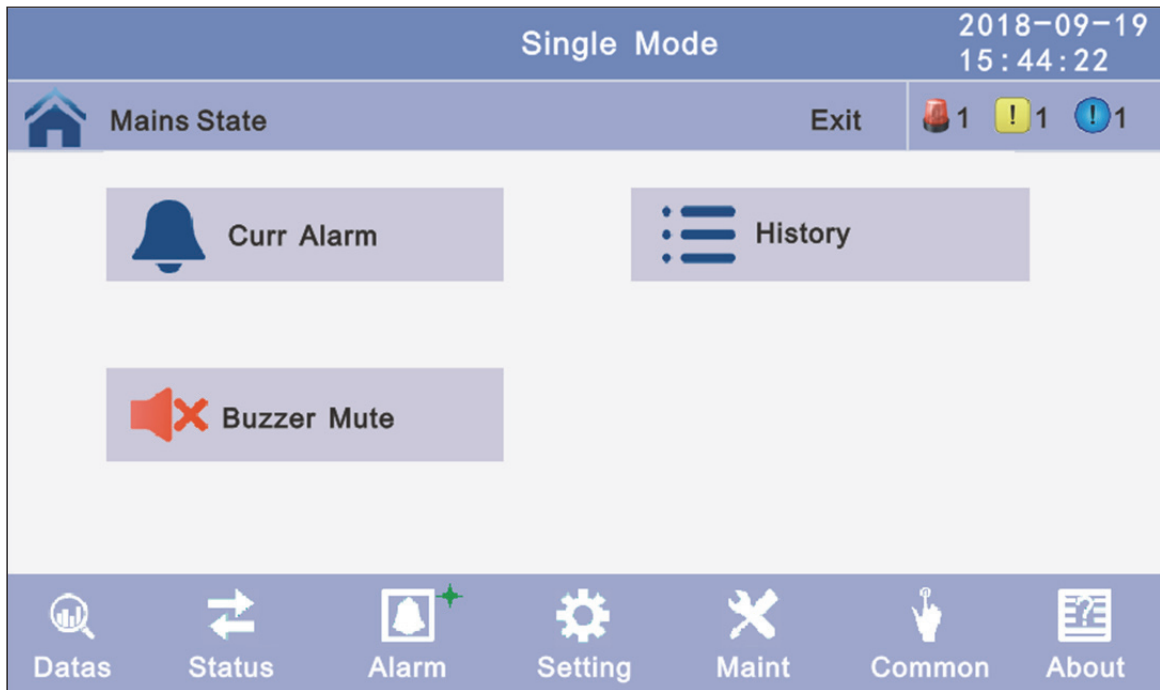 Single Mode
2018-09-19
15:44:22
Mains State
Exit
1
! 1
! 1
Curr Alarm
History
Buzzer Mute
?
Datas
Status
Alarm
Setting
Maint
Common
About